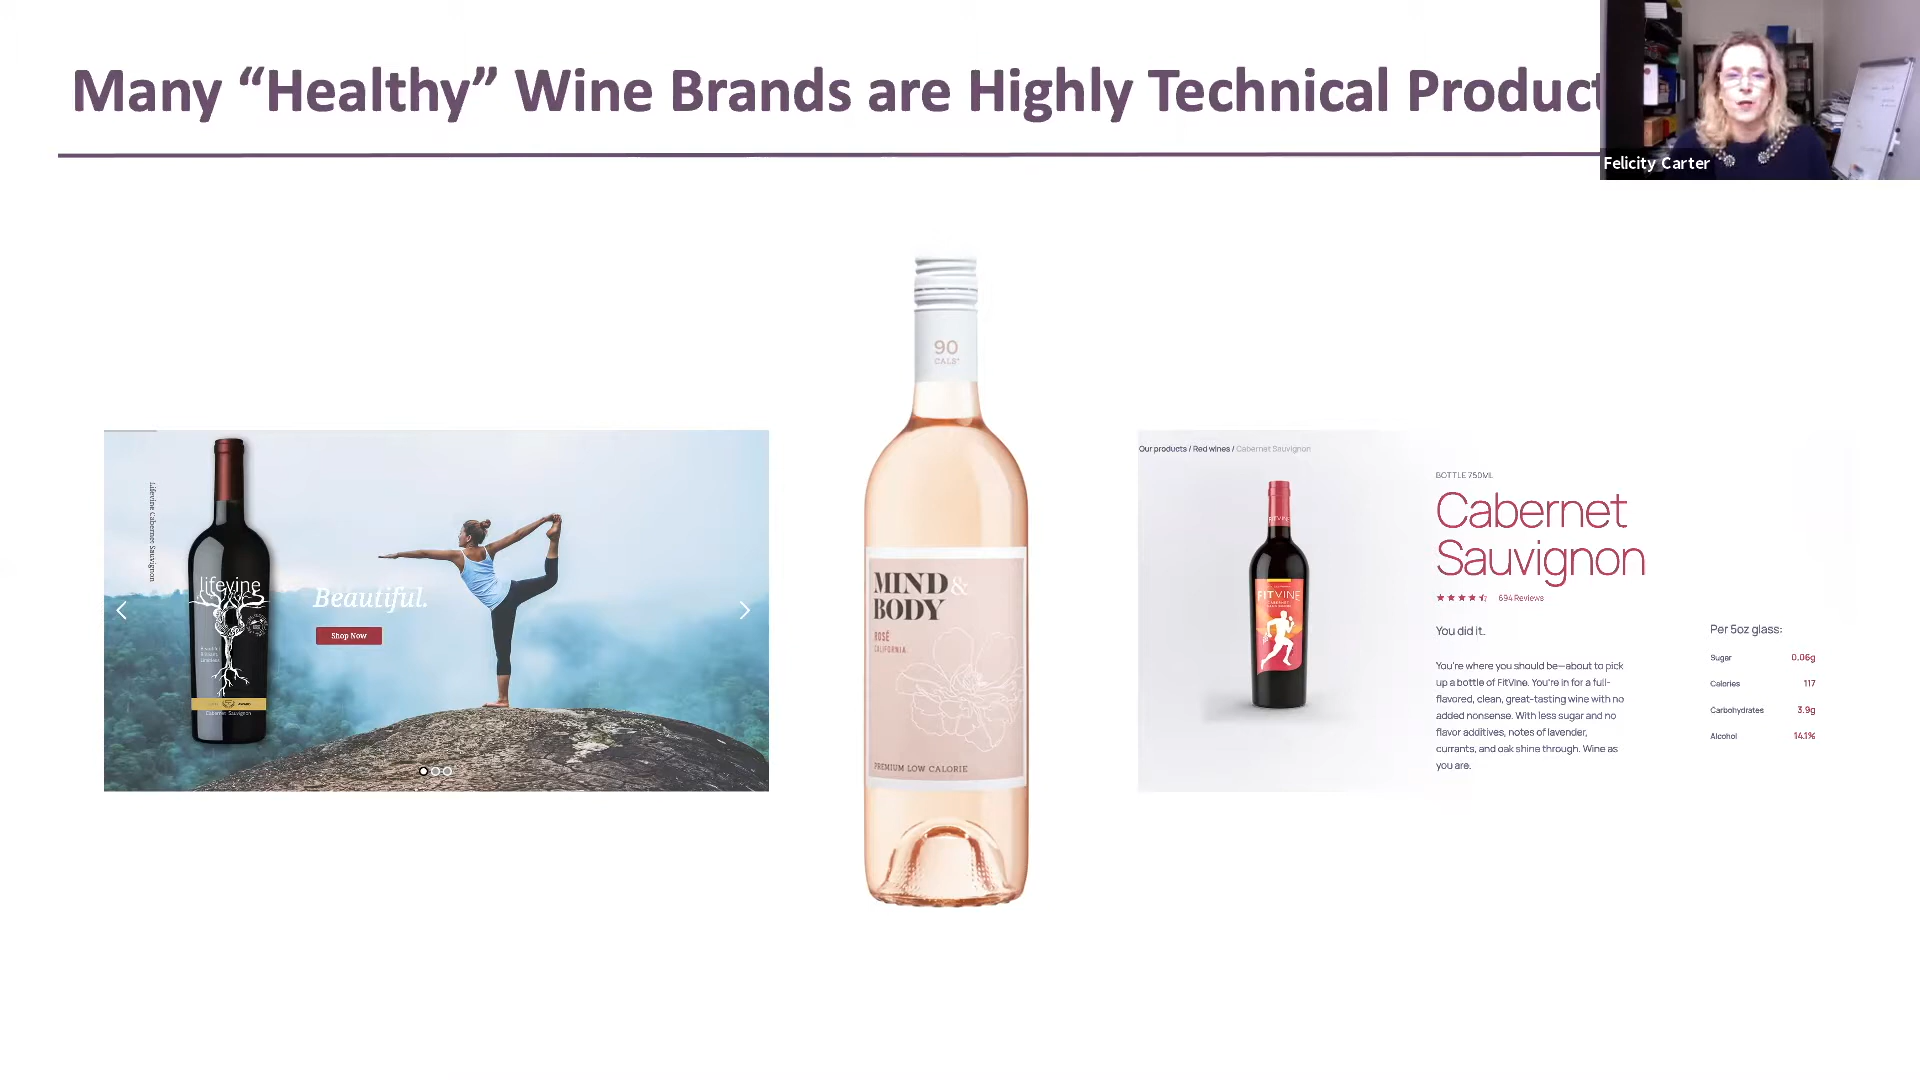 Many “Healthy” Wine Brands are Highly Technical Product
Felicity Carter
Lifevine Cabernet Sauvignon
lifevine
Cabernet Sauvignon
Beautiful.
Shop Now
90
CALS*
MIND &
BODY
ROSÉ
CALIFORNIA
PREMIUM LOW CALORIE
Our products / Red wines / Cabernet Sauvignon
FITVINE
FITVINE
BOTTLE 750ML
Cabernet
Sauvignon
694 Reviews
You did it.
You're where you should be—about to pick
up a bottle of FitVine. You're in for a full-
flavored, clean, great-tasting wine with no
added nonsense. With less sugar and no
flavor additives, notes of lavender,
currants, and oak shine through. Wine as
you are.
Per 5oz glass:
Sugar 0.06g
Calories 117
Carbohydrates 3.9g
Alcohol 14.1%